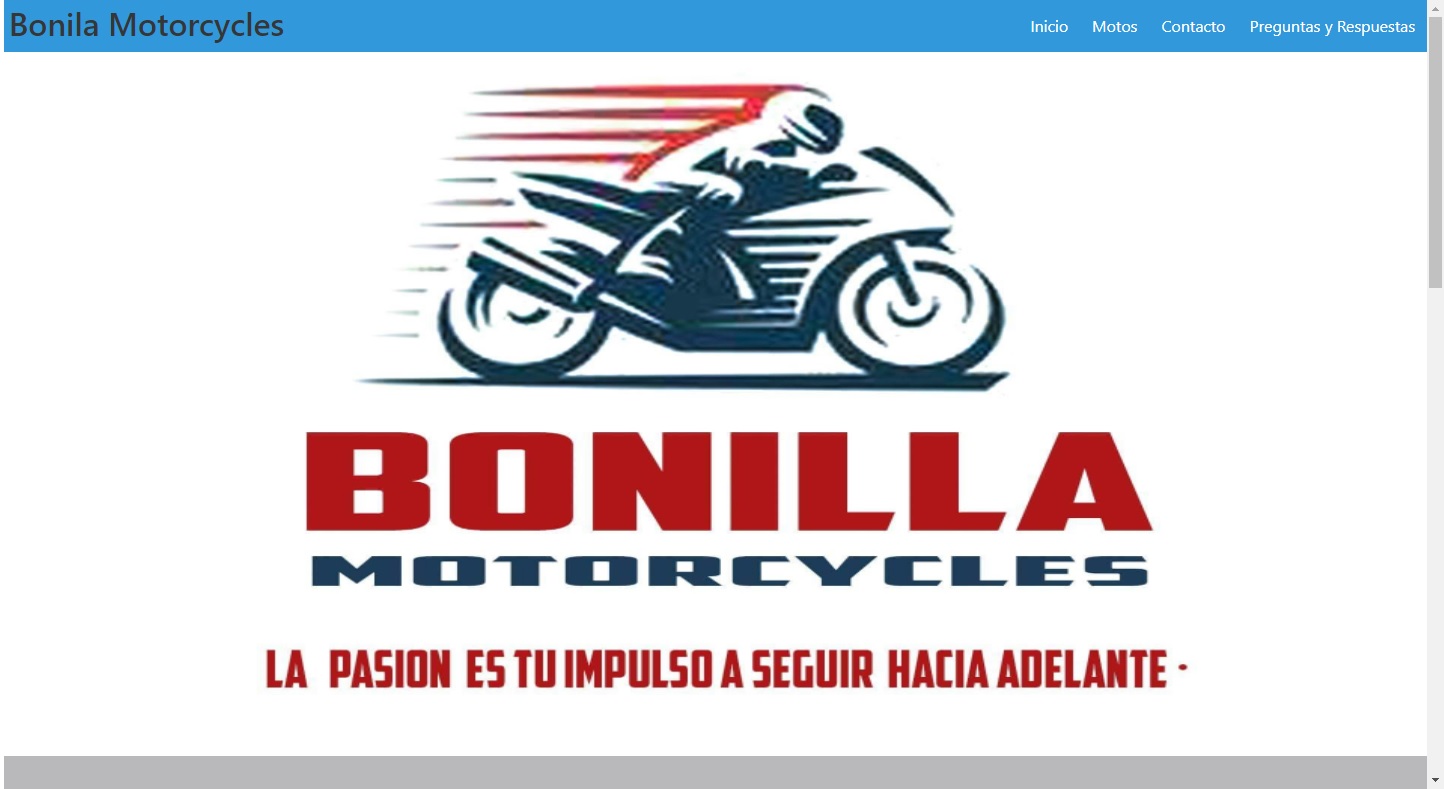 Bonila Motorcycles
Inicio Motos Contacto Preguntas y Respuestas
BONILLA
MOTORCYCLES
LA PASION ES TU IMPULSO A SEGUIR HACIA ADELANTE ·